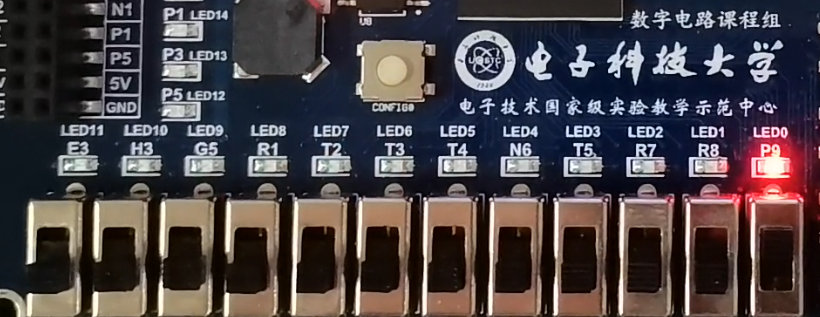 N1
P1
P5
5V
GND
P1 LED14
P3 LED13
P5 LED12
U8
CONFIG0
数字电路课程组
电子科技大学
电子技术国家级实验教学示范中心
LED11 LED10 LED9 LED8 LED7 LED6 LED5 LED4 LED3 LED2 LED1 LED0
E3 H3 G5 R1 T2 T3 T4 N6 T5 R7 R8 P9